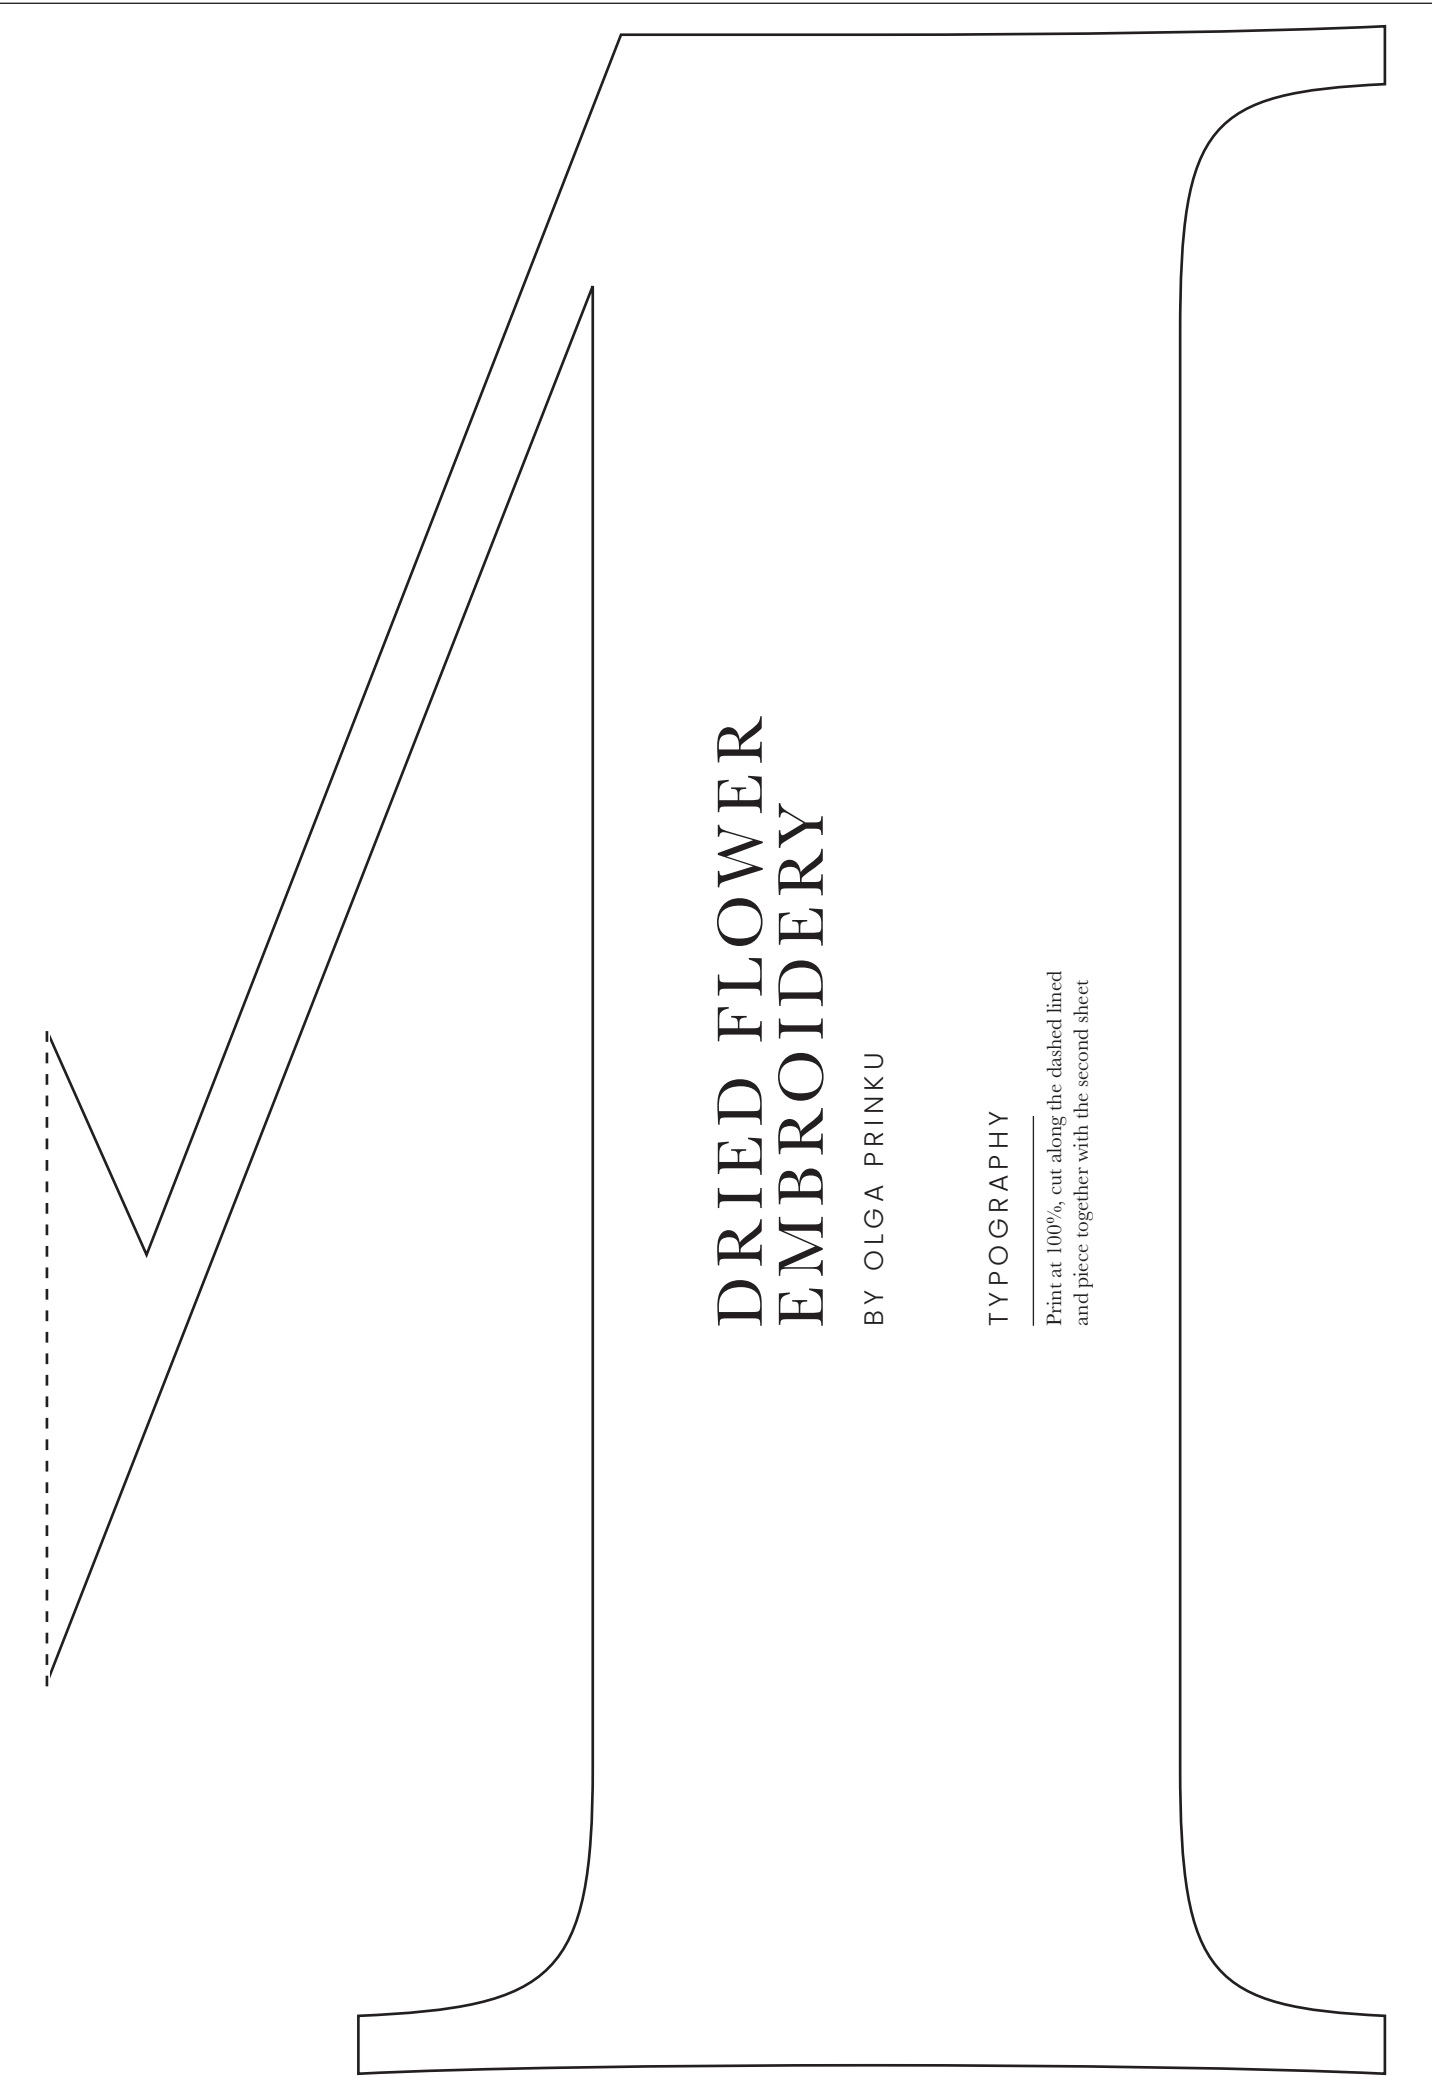 DRIED FLOWER
EMBROIDERY
BY OLGA PRINKU
TYPOGRAPHY
Print at 100%, cut along the dashed lined
and piece together with the second sheet